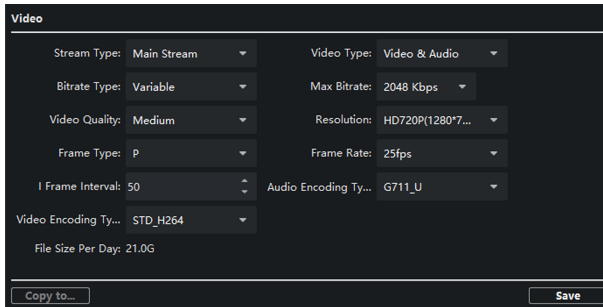 Video
Stream Type: Main Stream Video Type: Video & Audio
Bitrate Type: Variable Max Bitrate: 2048 Kbps
Video Quality: Medium Resolution: HD720P(1280*7...
Frame Type: P Frame Rate: 25fps
I Frame Interval: 50 Audio Encoding Ty... G711_U
Video Encoding Ty... STD_H264
File Size Per Day: 21.0G
Copy to... Save